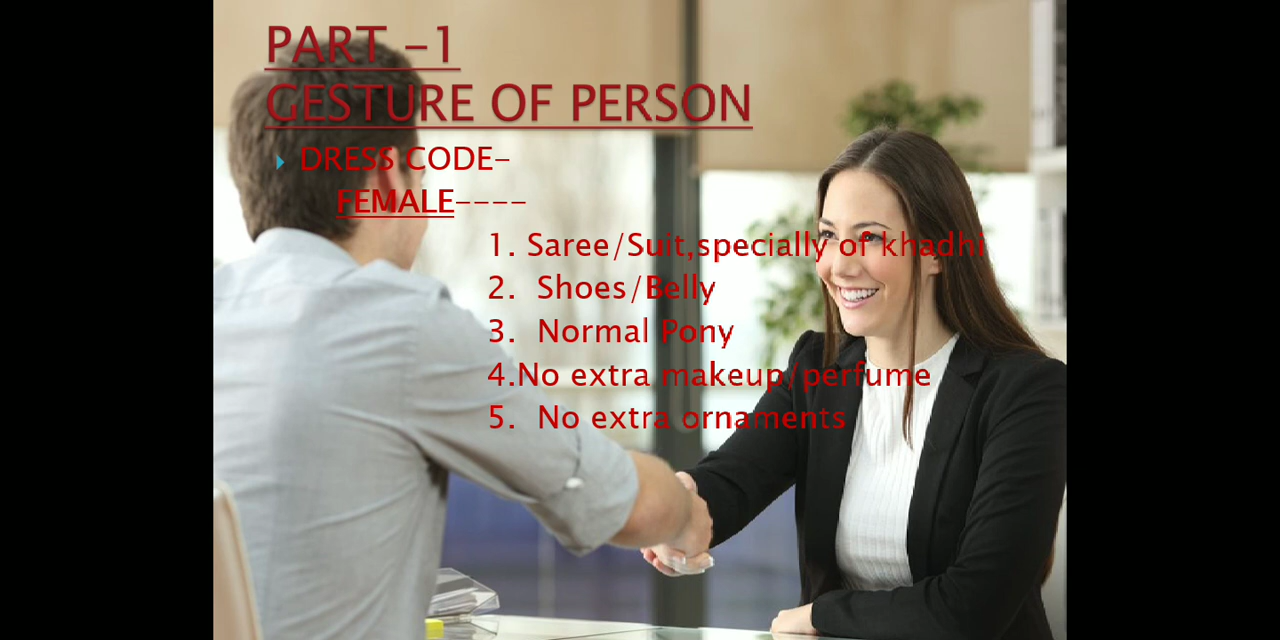 PART -1
GESTURE OF PERSON
DRESS CODE-
FEMALE----
1. Saree/Suit,specially of khadhi
2. Shoes/Belly
3. Normal Pony
4.No extra makeup/perfume
5. No extra ornaments